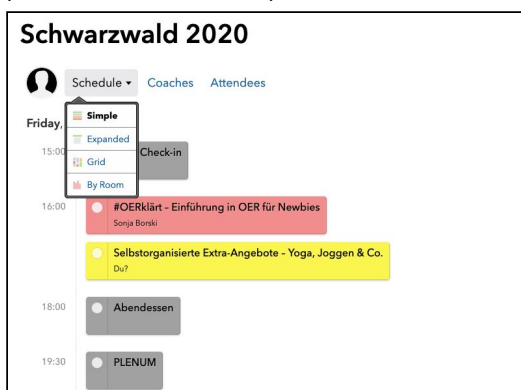 Schwarzwald 2020
Schedule ▾ Coaches Attendees
Simple
Friday,
Expanded
15:00 Check-in
Grid
By Room
16:00 #OERklärt – Einführung in OER für Newbies
Sonja Borski
Selbstorganisierte Extra-Angebote – Yoga, Joggen & Co.
Du?
18:00 Abendessen
19:30 PLENUM